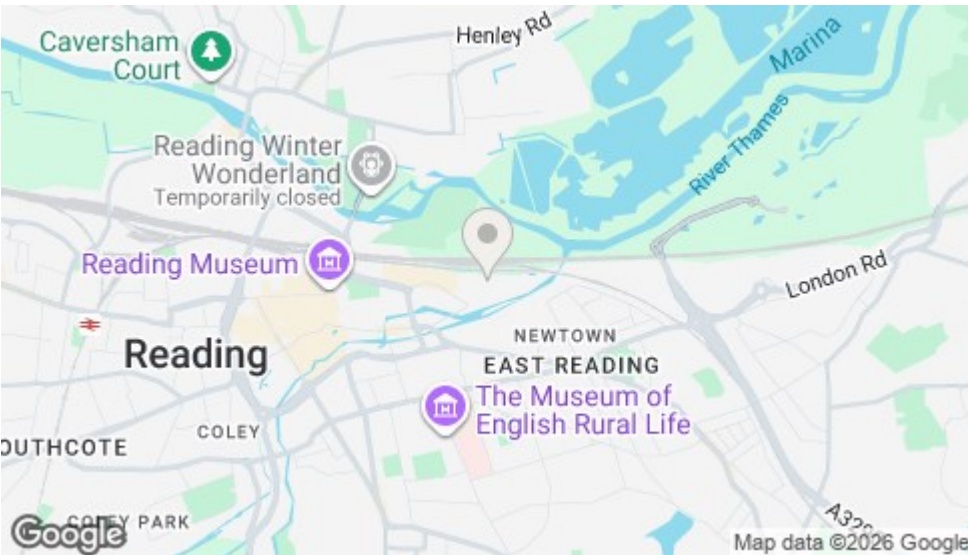 Henley Rd
Caversham
Court
Marina
River Thames
Reading Winter
Wonderland
Temporarily closed
Reading Museum
London Rd
NEWTOWN
Reading
EAST READING
The Museum of
English Rural Life
COLEY
OUTHCOTE
COLEY PARK
Google
Map data ©2026 Google